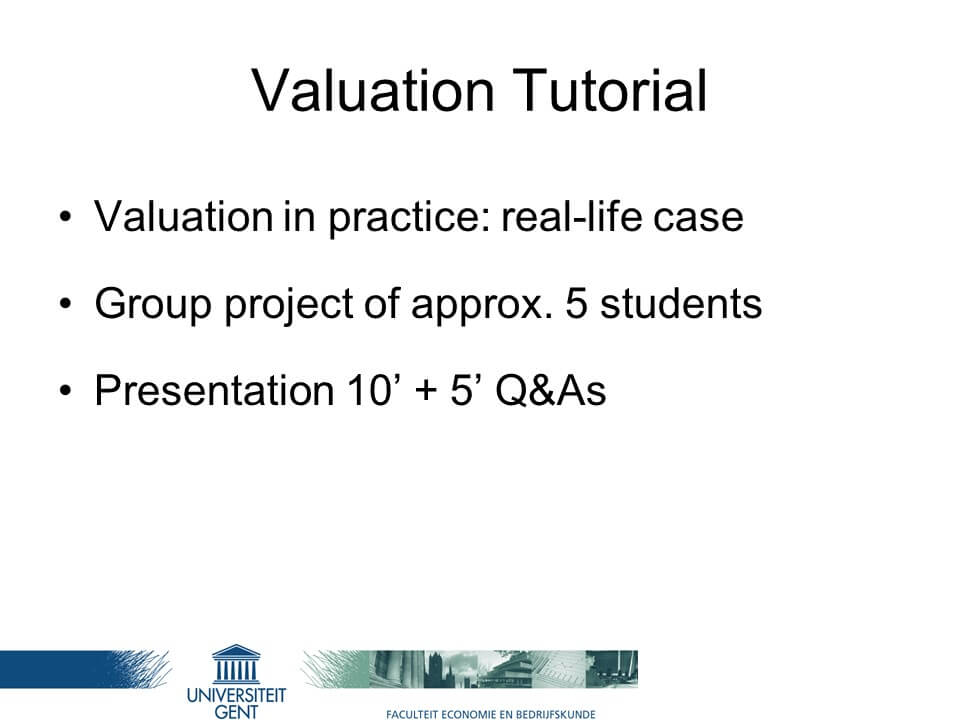 Valuation Tutorial
• Valuation in practice: real-life case
• Group project of approx. 5 students
• Presentation 10’ + 5’ Q&As
UNIVERSITEIT
GENT
FACULTEIT ECONOMIE EN BEDRIJFSKUNDE